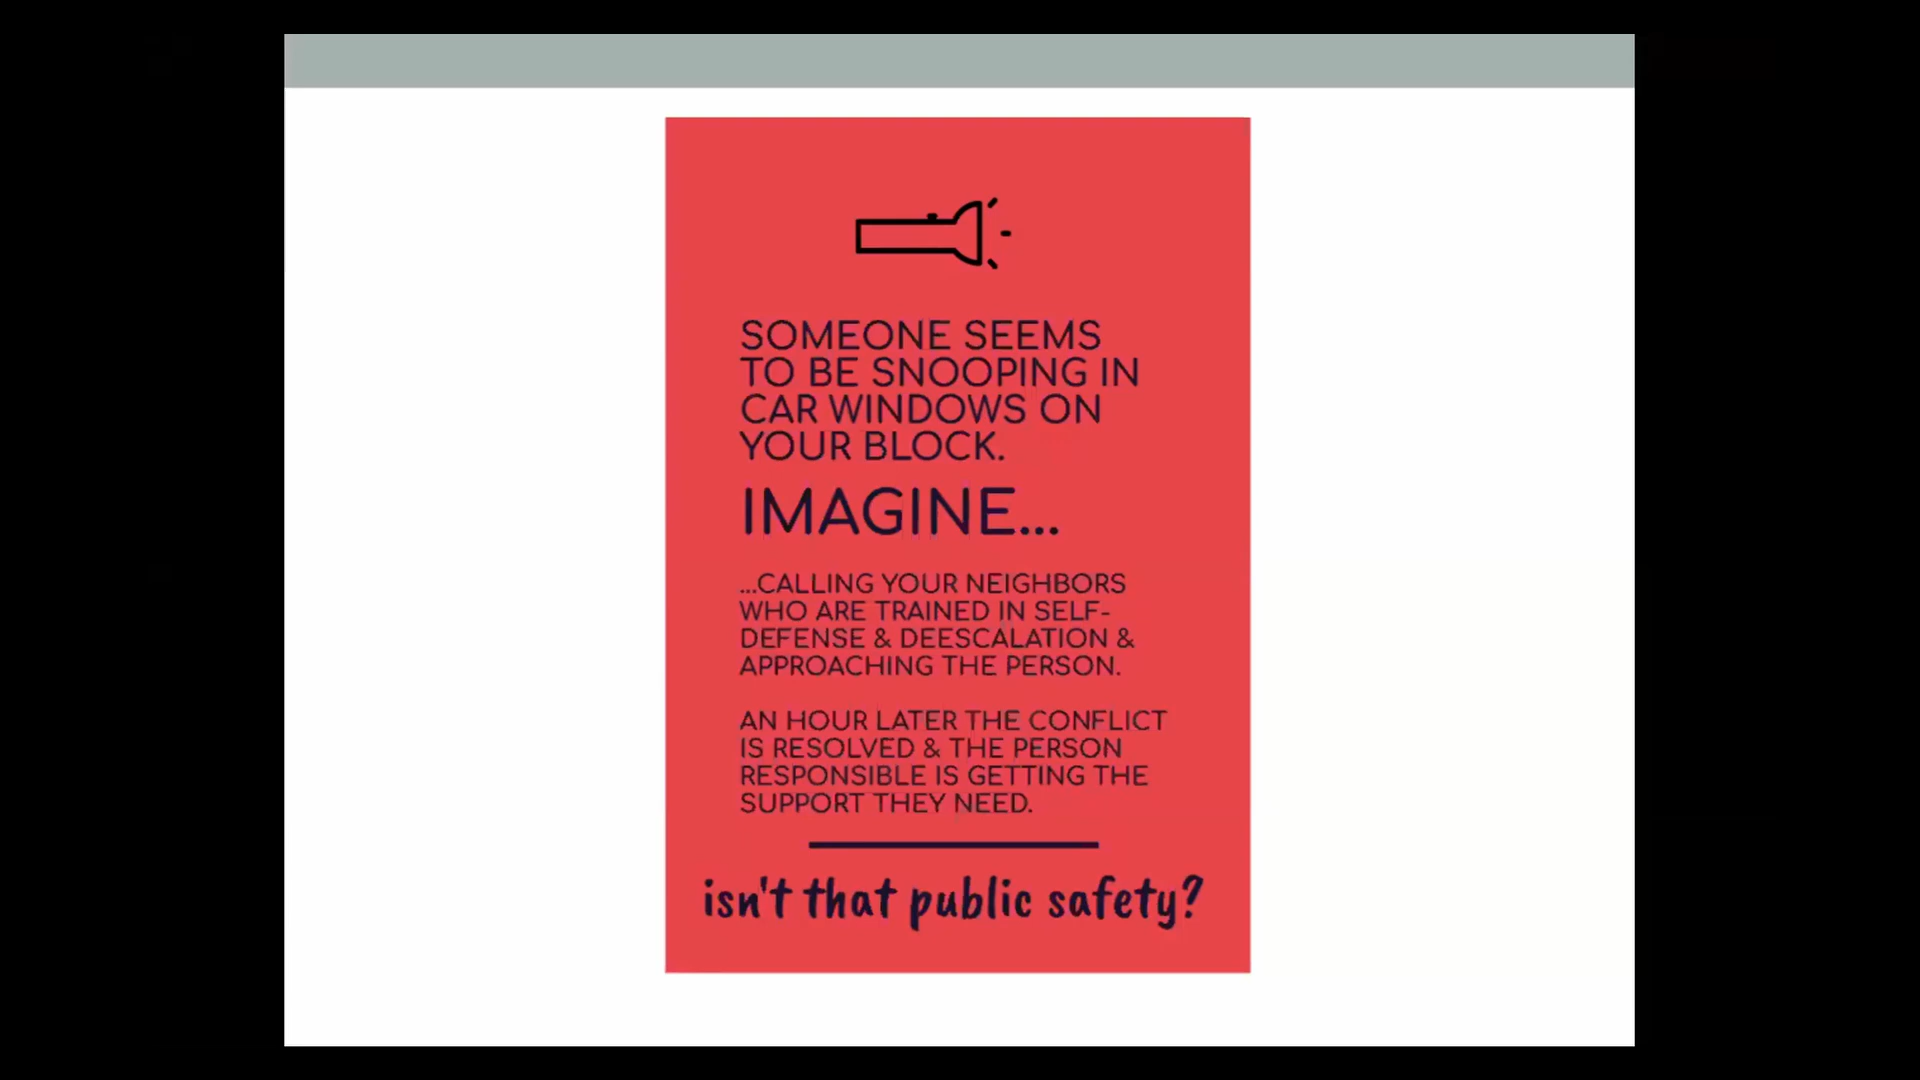 SOMEONE SEEMS
TO BE SNOOPING IN
CAR WINDOWS ON
YOUR BLOCK.
IMAGINE...
...CALLING YOUR NEIGHBORS
WHO ARE TRAINED IN SELF-
DEFENSE & DEESCALATION &
APPROACHING THE PERSON.
AN HOUR LATER THE CONFLICT
IS RESOLVED & THE PERSON
RESPONSIBLE IS GETTING THE
SUPPORT THEY NEED.
isn't that public safety?